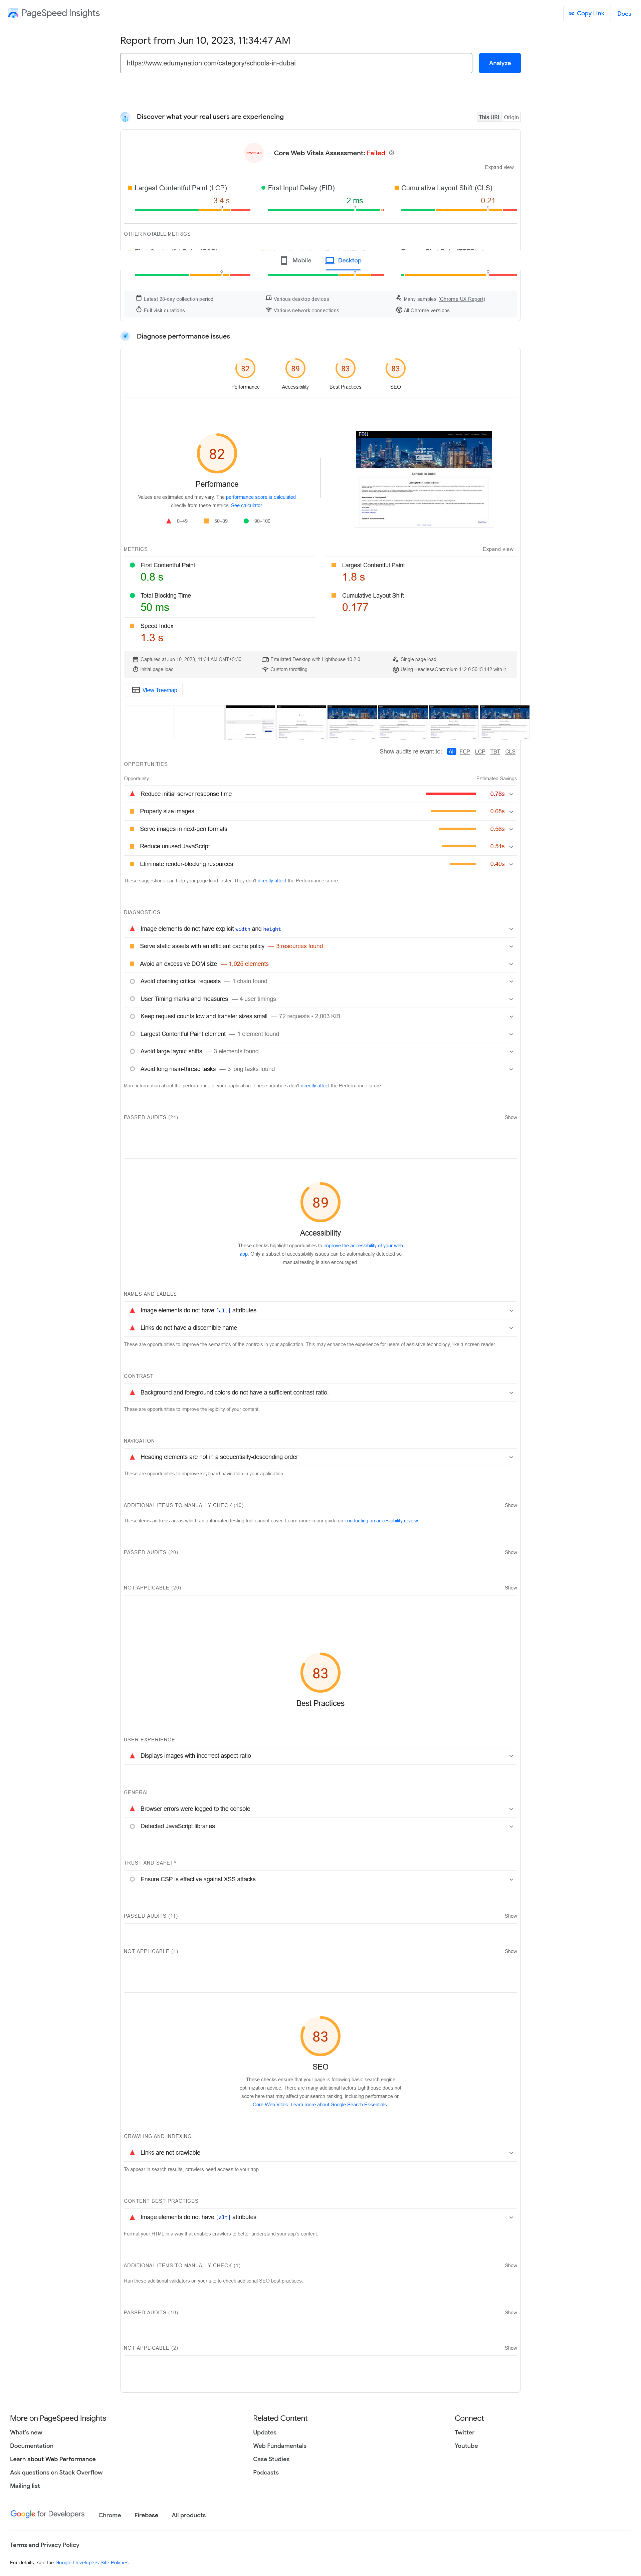 PageSpeed Insights
Copy Link
Docs
Report from Jun 10, 2023, 11:34:47 AM
https://www.edumynation.com/category/schools-in-dubai
Analyze
Discover what your real users are experiencing
This URL
Origin
Core Web Vitals Assessment: Failed
Expand view
Largest Contentful Paint (LCP)
3.4 s
First Input Delay (FID)
2 ms
Cumulative Layout Shift (CLS)
0.21
OTHER NOTABLE METRICS
Mobile
Desktop
Latest 28-day collection period
Various desktop devices
Many samples (Chrome UX Report)
Full visit durations
Various network connections
All Chrome versions
Diagnose performance issues
82
89
83
83
Performance
Accessibility
Best Practices
SEO
82
Performance
Values are estimated and may vary. The performance score is calculated
directly from these metrics. See calculator.
0–49
50–89
90–100
EDU
Schools in Dubai
METRICS
Expand view
First Contentful Paint
0.8 s
Largest Contentful Paint
1.8 s
Total Blocking Time
50 ms
Cumulative Layout Shift
0.177
Speed Index
1.3 s
Captured at Jun 10, 2023, 11:34 AM GMT+5:30
Emulated Desktop with Lighthouse 10.2.0
Single page load
Initial page load
Custom throttling
Using HeadlessChromium 112.0.5615.142 with lr
View Treemap
Show audits relevant to:
All
FCP
LCP
TBT
CLS
OPPORTUNITIES
Opportunity
Estimated Savings
Reduce initial server response time
0.76s
Properly size images
0.68s
Serve images in next-gen formats
0.56s
Reduce unused JavaScript
0.51s
Eliminate render-blocking resources
0.40s
These suggestions can help your page load faster. They don't directly affect the Performance score.
DIAGNOSTICS
Image elements do not have explicit width and height
Serve static assets with an efficient cache policy — 3 resources found
Avoid an excessive DOM size — 1,025 elements
Avoid chaining critical requests — 1 chain found
User Timing marks and measures — 4 user timings
Keep request counts low and transfer sizes small — 72 requests • 2,003 KiB
Largest Contentful Paint element — 1 element found
Avoid large layout shifts — 3 elements found
Avoid long main-thread tasks — 3 long tasks found
More information about the performance of your application. These numbers don't directly affect the Performance score.
PASSED AUDITS (24)
Show
89
Accessibility
These checks highlight opportunities to improve the accessibility of your web
app. Only a subset of accessibility issues can be automatically detected so
manual testing is also encouraged.
NAMES AND LABELS
Image elements do not have [alt] attributes
Links do not have a discernible name
These are opportunities to improve the semantics of the controls in your application. This may enhance the experience for users of assistive technology, like a screen reader.
CONTRAST
Background and foreground colors do not have a sufficient contrast ratio.
These are opportunities to improve the legibility of your content.
NAVIGATION
Heading elements are not in a sequentially-descending order
These are opportunities to improve keyboard navigation in your application.
ADDITIONAL ITEMS TO MANUALLY CHECK (10)
Show
These items address areas which an automated testing tool cannot cover. Learn more in our guide on conducting an accessibility review.
PASSED AUDITS (20)
Show
NOT APPLICABLE (20)
Show
83
Best Practices
USER EXPERIENCE
Displays images with incorrect aspect ratio
GENERAL
Browser errors were logged to the console
Detected JavaScript libraries
TRUST AND SAFETY
Ensure CSP is effective against XSS attacks
PASSED AUDITS (11)
Show
NOT APPLICABLE (1)
Show
83
SEO
These checks ensure that your page is following basic search engine
optimization advice. There are many additional factors Lighthouse does not
score here that may affect your search ranking, including performance on
Core Web Vitals. Learn more about Google Search Essentials.
CRAWLING AND INDEXING
Links are not crawlable
To appear in search results, crawlers need access to your app.
CONTENT BEST PRACTICES
Image elements do not have [alt] attributes
Format your HTML in a way that enables crawlers to better understand your app's content.
ADDITIONAL ITEMS TO MANUALLY CHECK (1)
Show
Run these additional validators on your site to check additional SEO best practices.
PASSED AUDITS (10)
Show
NOT APPLICABLE (2)
Show
More on PageSpeed Insights
What's new
Documentation
Learn about Web Performance
Ask questions on Stack Overflow
Mailing list
Related Content
Updates
Web Fundamentals
Case Studies
Podcasts
Connect
Twitter
Youtube
Google for Developers
Chrome
Firebase
All products
Terms and Privacy Policy
For details, see the Google Developers Site Policies.